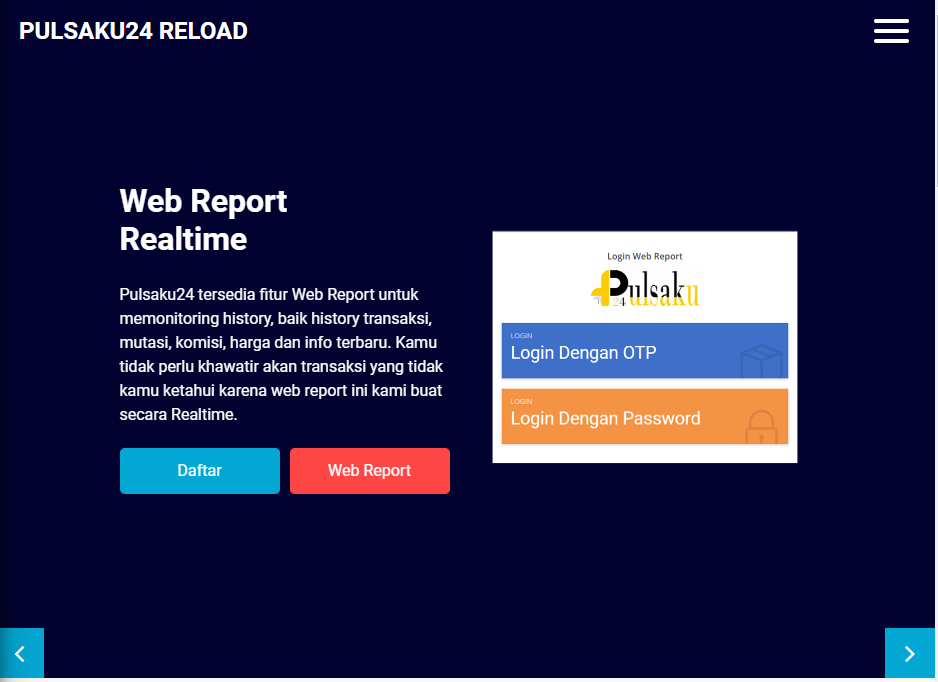 PULSAKU24 RELOAD
Web Report
Realtime
Pulsaku24 tersedia fitur Web Report untuk
memonitoring history, baik history transaksi,
mutasi, komisi, harga dan info terbaru. Kamu
tidak perlu khawatir akan transaksi yang tidak
kamu ketahui karena web report ini kami buat
secara Realtime.
Daftar
Web Report
Login Web Report
Pulsaku
24
LOGIN
Login Dengan OTP
LOGIN
Login Dengan Password